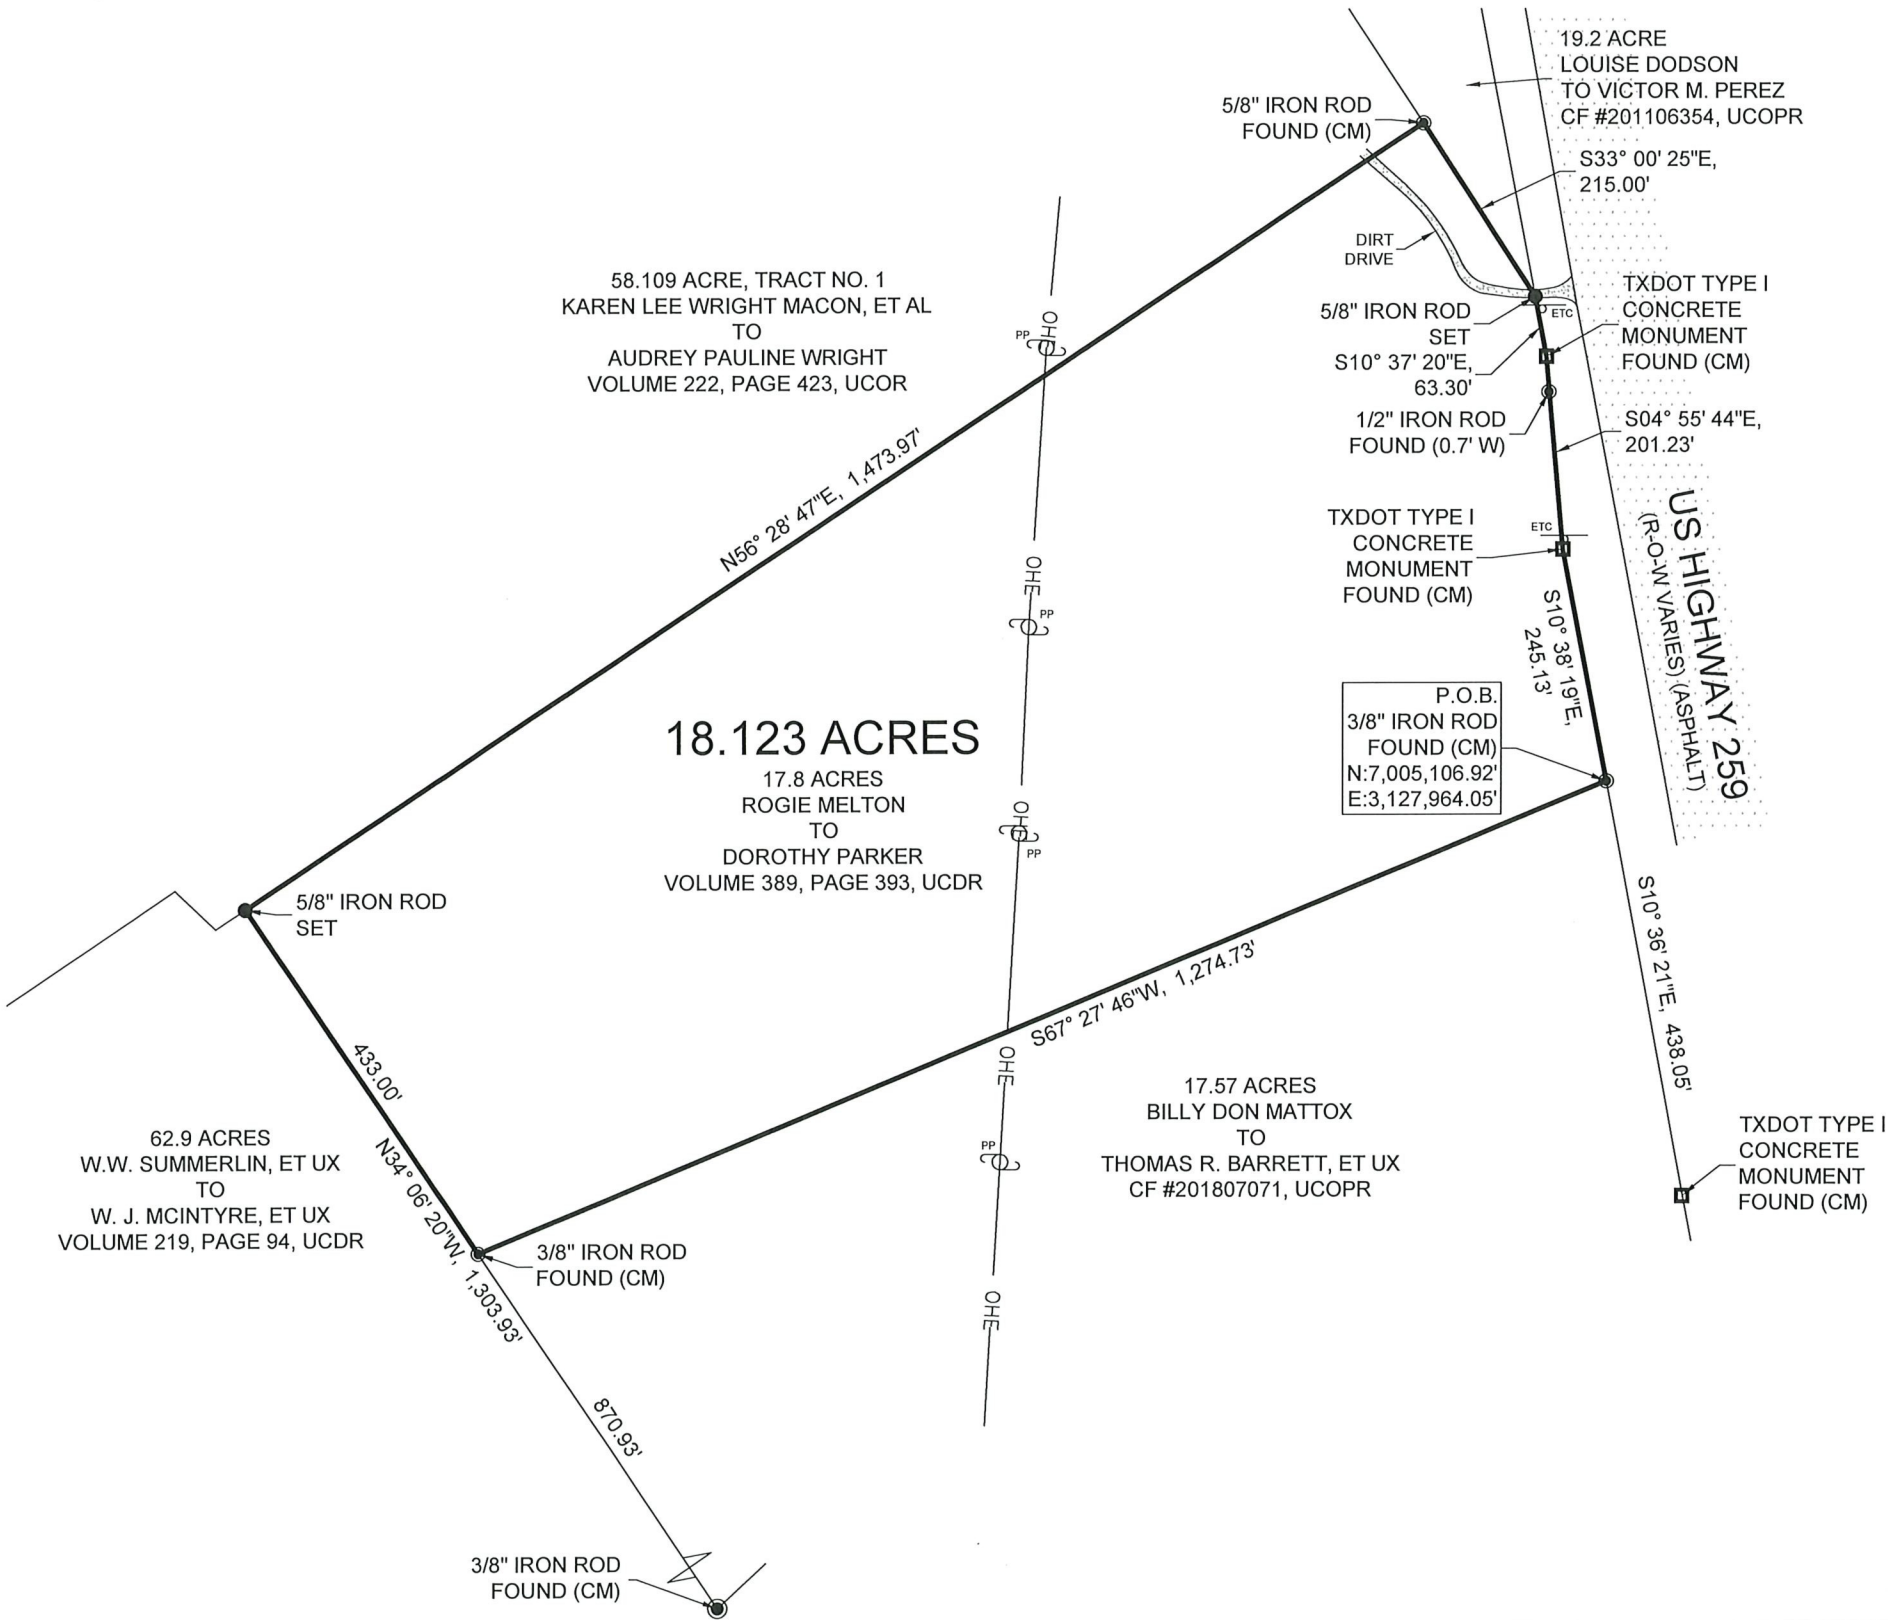 19.2 ACRE
LOUISE DODSON
TO VICTOR M. PEREZ
CF #201106354, UCOPR
5/8" IRON ROD
FOUND (CM)
S33° 00' 25"E,
215.00'
DIRT
DRIVE
58.109 ACRE, TRACT NO. 1
KAREN LEE WRIGHT MACON, ET AL
TO
AUDREY PAULINE WRIGHT
VOLUME 222, PAGE 423, UCOR
OHE
PP
5/8" IRON ROD
SET
ETC
TXDOT TYPE I
CONCRETE
MONUMENT
FOUND (CM)
S10° 37' 20"E,
63.30'
1/2" IRON ROD
FOUND (0.7' W)
S04° 55' 44"E,
201.23'
N56° 28' 47"E, 1,473.97'
TXDOT TYPE I
CONCRETE
MONUMENT
FOUND (CM)
ETC
US HIGHWAY 259
(R-O-W VARIES) (ASPHALT)
OHE
PP
S10° 38' 19"E,
245.13'
P.O.B.
3/8" IRON ROD
FOUND (CM)
N:7,005,106.92'
E:3,127,964.05'
18.123 ACRES
17.8 ACRES
ROGIE MELTON
TO
DOROTHY PARKER
VOLUME 389, PAGE 393, UCDR
OHE
PP
5/8" IRON ROD
SET
S67° 27' 46"W, 1,274.73'
S10° 36' 21"E, 438.05'
433.00'
N34° 06' 20"W, 1,303.93'
OHE
PP
62.9 ACRES
W.W. SUMMERLIN, ET UX
TO
W. J. MCINTYRE, ET UX
VOLUME 219, PAGE 94, UCDR
17.57 ACRES
BILLY DON MATTOX
TO
THOMAS R. BARRETT, ET UX
CF #201807071, UCOPR
TXDOT TYPE I
CONCRETE
MONUMENT
FOUND (CM)
3/8" IRON ROD
FOUND (CM)
OHE
870.93'
3/8" IRON ROD
FOUND (CM)